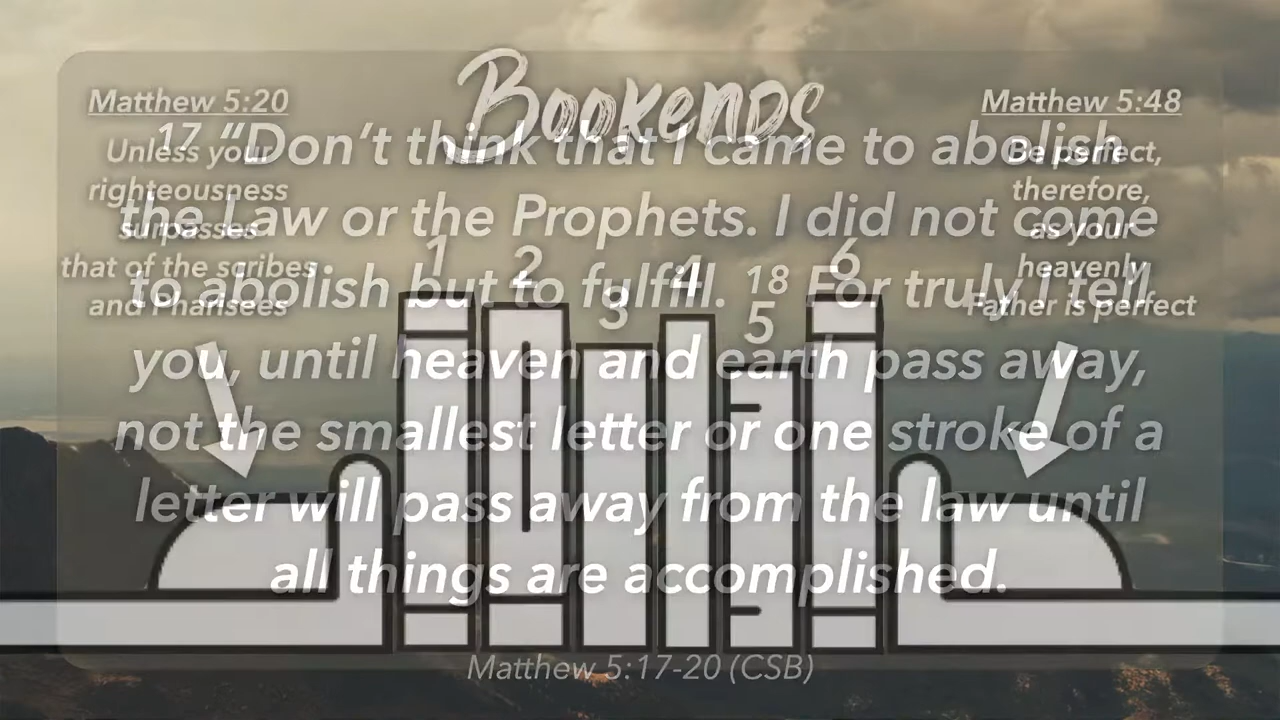 Bookends
Matthew 5:20
Unless your
righteousness
surpasses
that of the scribes
and Pharisees
Matthew 5:48
Be perfect,
therefore,
as your
heavenly
Father is perfect
1
2
3
4
5
6
17 “Don’t think that I came to abolish
the Law or the Prophets. I did not come
to abolish but to fulfill. 18 For truly I tell
you, until heaven and earth pass away,
not the smallest letter or one stroke of a
letter will pass away from the law until
all things are accomplished.
Matthew 5:17-20 (CSB)